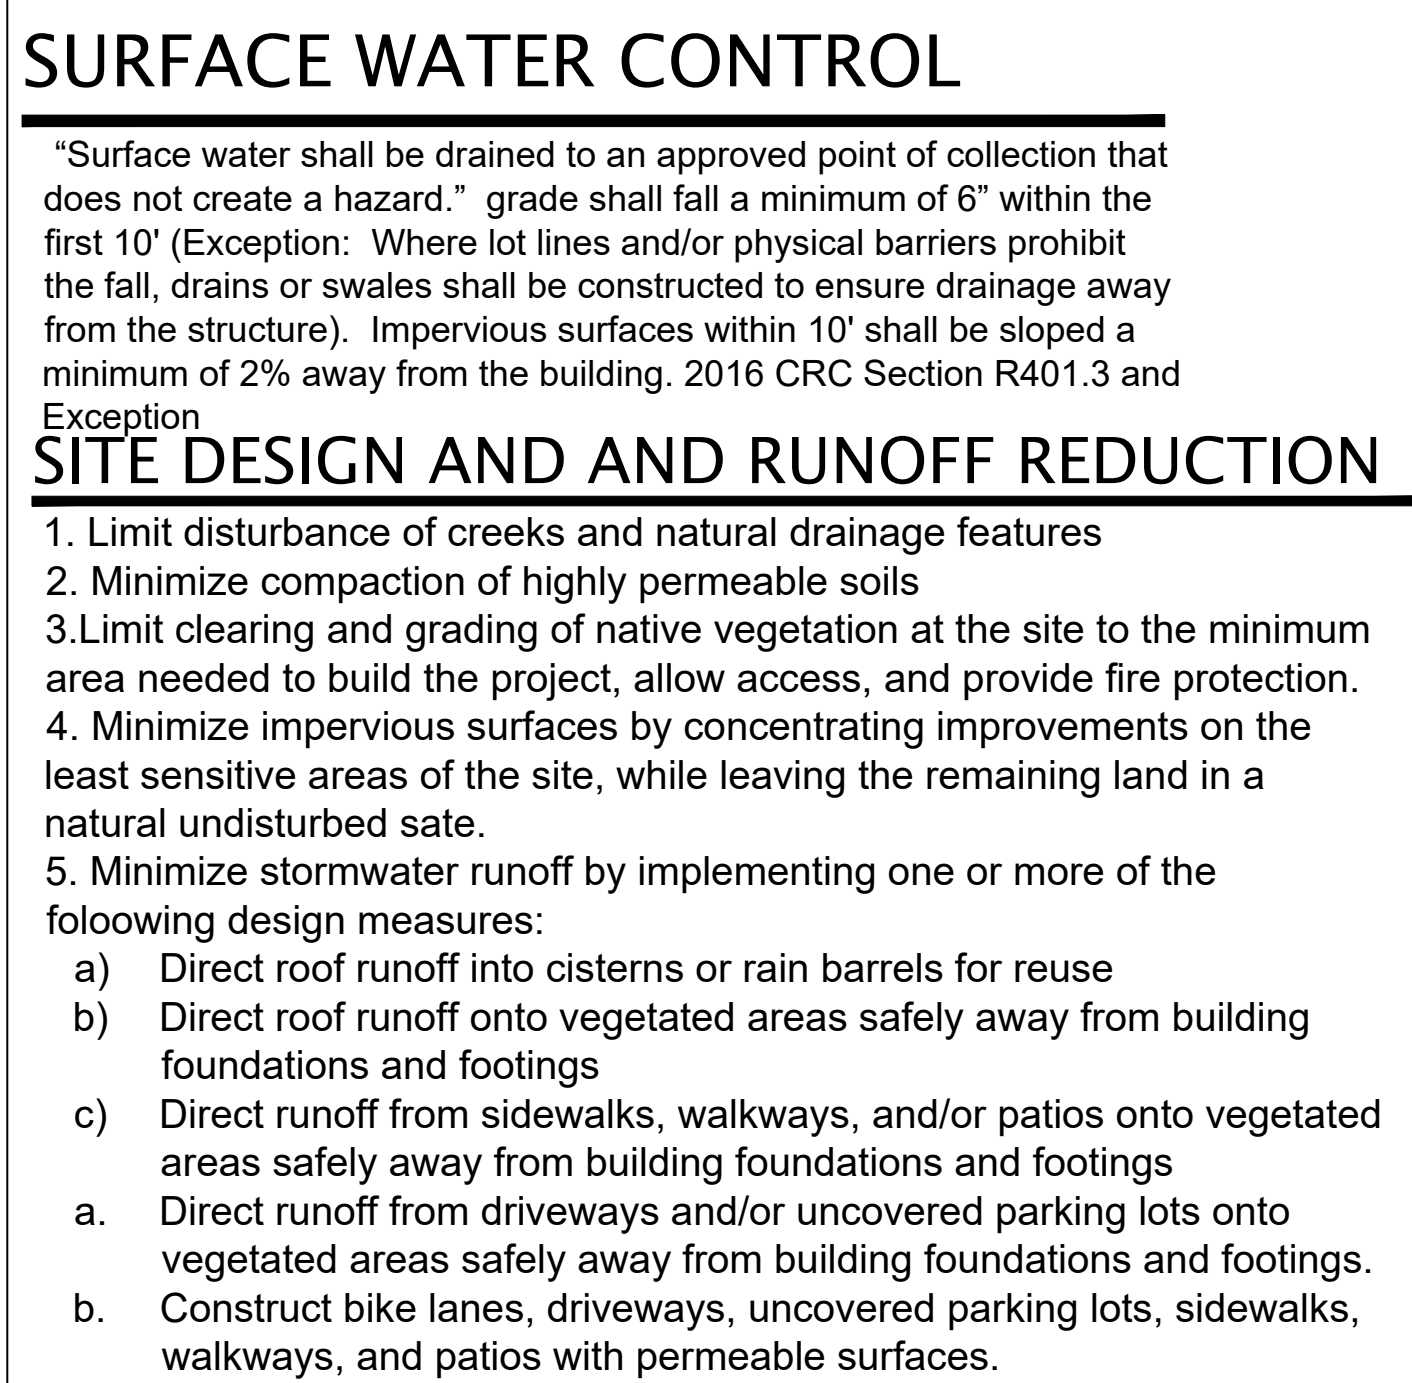 SURFACE WATER CONTROL
“Surface water shall be drained to an approved point of collection that
does not create a hazard.”  grade shall fall a minimum of 6” within the
first 10' (Exception:  Where lot lines and/or physical barriers prohibit
the fall, drains or swales shall be constructed to ensure drainage away
from the structure).  Impervious surfaces within 10' shall be sloped a
minimum of 2% away from the building. 2016 CRC Section R401.3 and
Exception
SITE DESIGN AND AND RUNOFF REDUCTION
1. Limit disturbance of creeks and natural drainage features
2. Minimize compaction of highly permeable soils
3.Limit clearing and grading of native vegetation at the site to the minimum
area needed to build the project, allow access, and provide fire protection.
4. Minimize impervious surfaces by concentrating improvements on the
least sensitive areas of the site, while leaving the remaining land in a
natural undisturbed sate.
5. Minimize stormwater runoff by implementing one or more of the
foloowing design measures:
a) Direct roof runoff into cisterns or rain barrels for reuse
b) Direct roof runoff onto vegetated areas safely away from building
foundations and footings
c) Direct runoff from sidewalks, walkways, and/or patios onto vegetated
areas safely away from building foundations and footings
a. Direct runoff from driveways and/or uncovered parking lots onto
vegetated areas safely away from building foundations and footings.
b. Construct bike lanes, driveways, uncovered parking lots, sidewalks,
walkways, and patios with permeable surfaces.